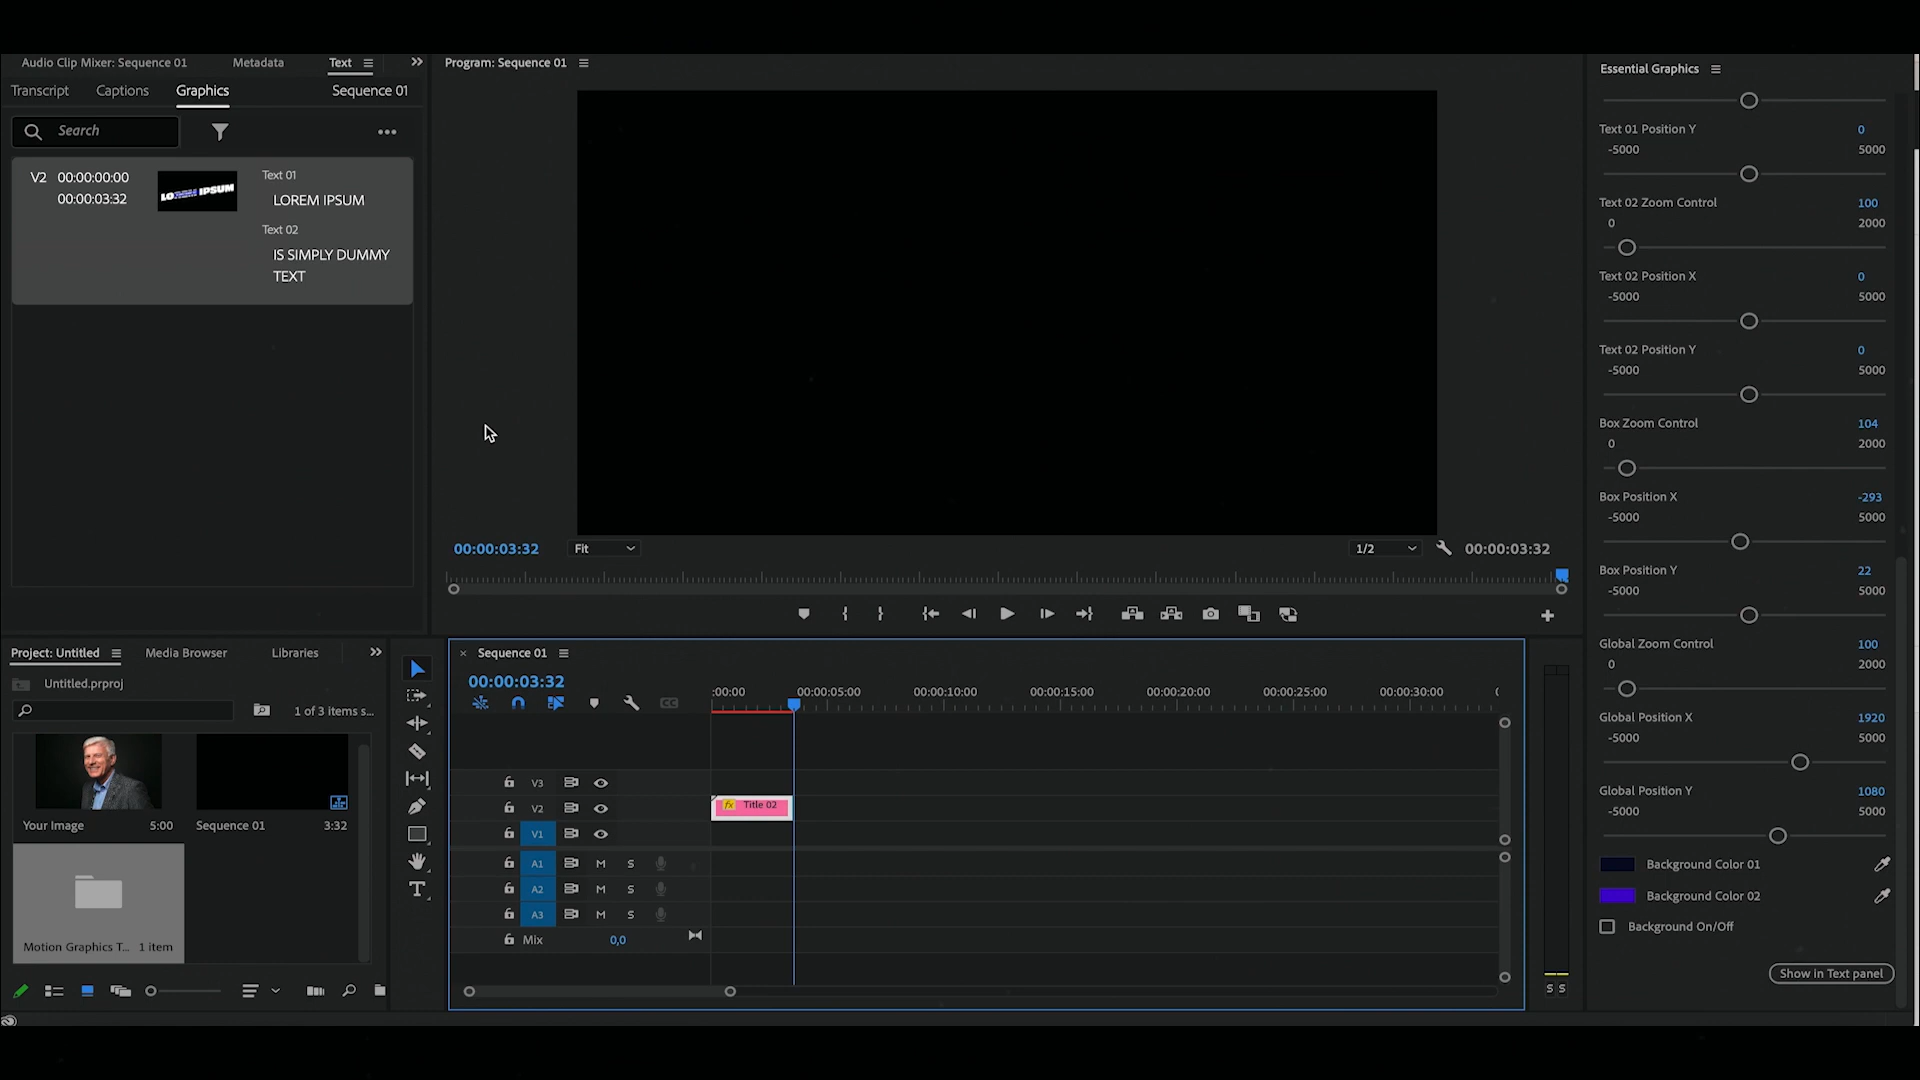 Audio Clip Mixer: Sequence 01
Metadata
Text
Transcript
Captions
Graphics
Sequence 01
Search
V2
00:00:00:00
00:00:03:32
LOREM IPSUM
Text 01
LOREM IPSUM
Text 02
IS SIMPLY DUMMY
TEXT
Program: Sequence 01
00:00:03:32
Fit
1/2
00:00:03:32
Essential Graphics
Text 01 Position Y
0
-5000
5000
Text 02 Zoom Control
100
0
2000
Text 02 Position X
0
-5000
5000
Text 02 Position Y
0
-5000
5000
Box Zoom Control
104
0
2000
Box Position X
-293
-5000
5000
Box Position Y
22
-5000
5000
Global Zoom Control
100
0
2000
Global Position X
1920
-5000
5000
Global Position Y
1080
-5000
5000
Background Color 01
Background Color 02
Background On/Off
Show in Text panel
Project: Untitled
Media Browser
Libraries
Untitled.prproj
1 of 3 items s...
Your Image
5:00
Sequence 01
3:32
Motion Graphics T...
1 item
× Sequence 01
00:00:03:32
:00:00
00:00:05:00
00:00:10:00
00:00:15:00
00:00:20:00
00:00:25:00
00:00:30:00
V3
V2
fx Title 02
V1
A1
M
S
A2
M
S
A3
M
S
Mix
0,0
S S